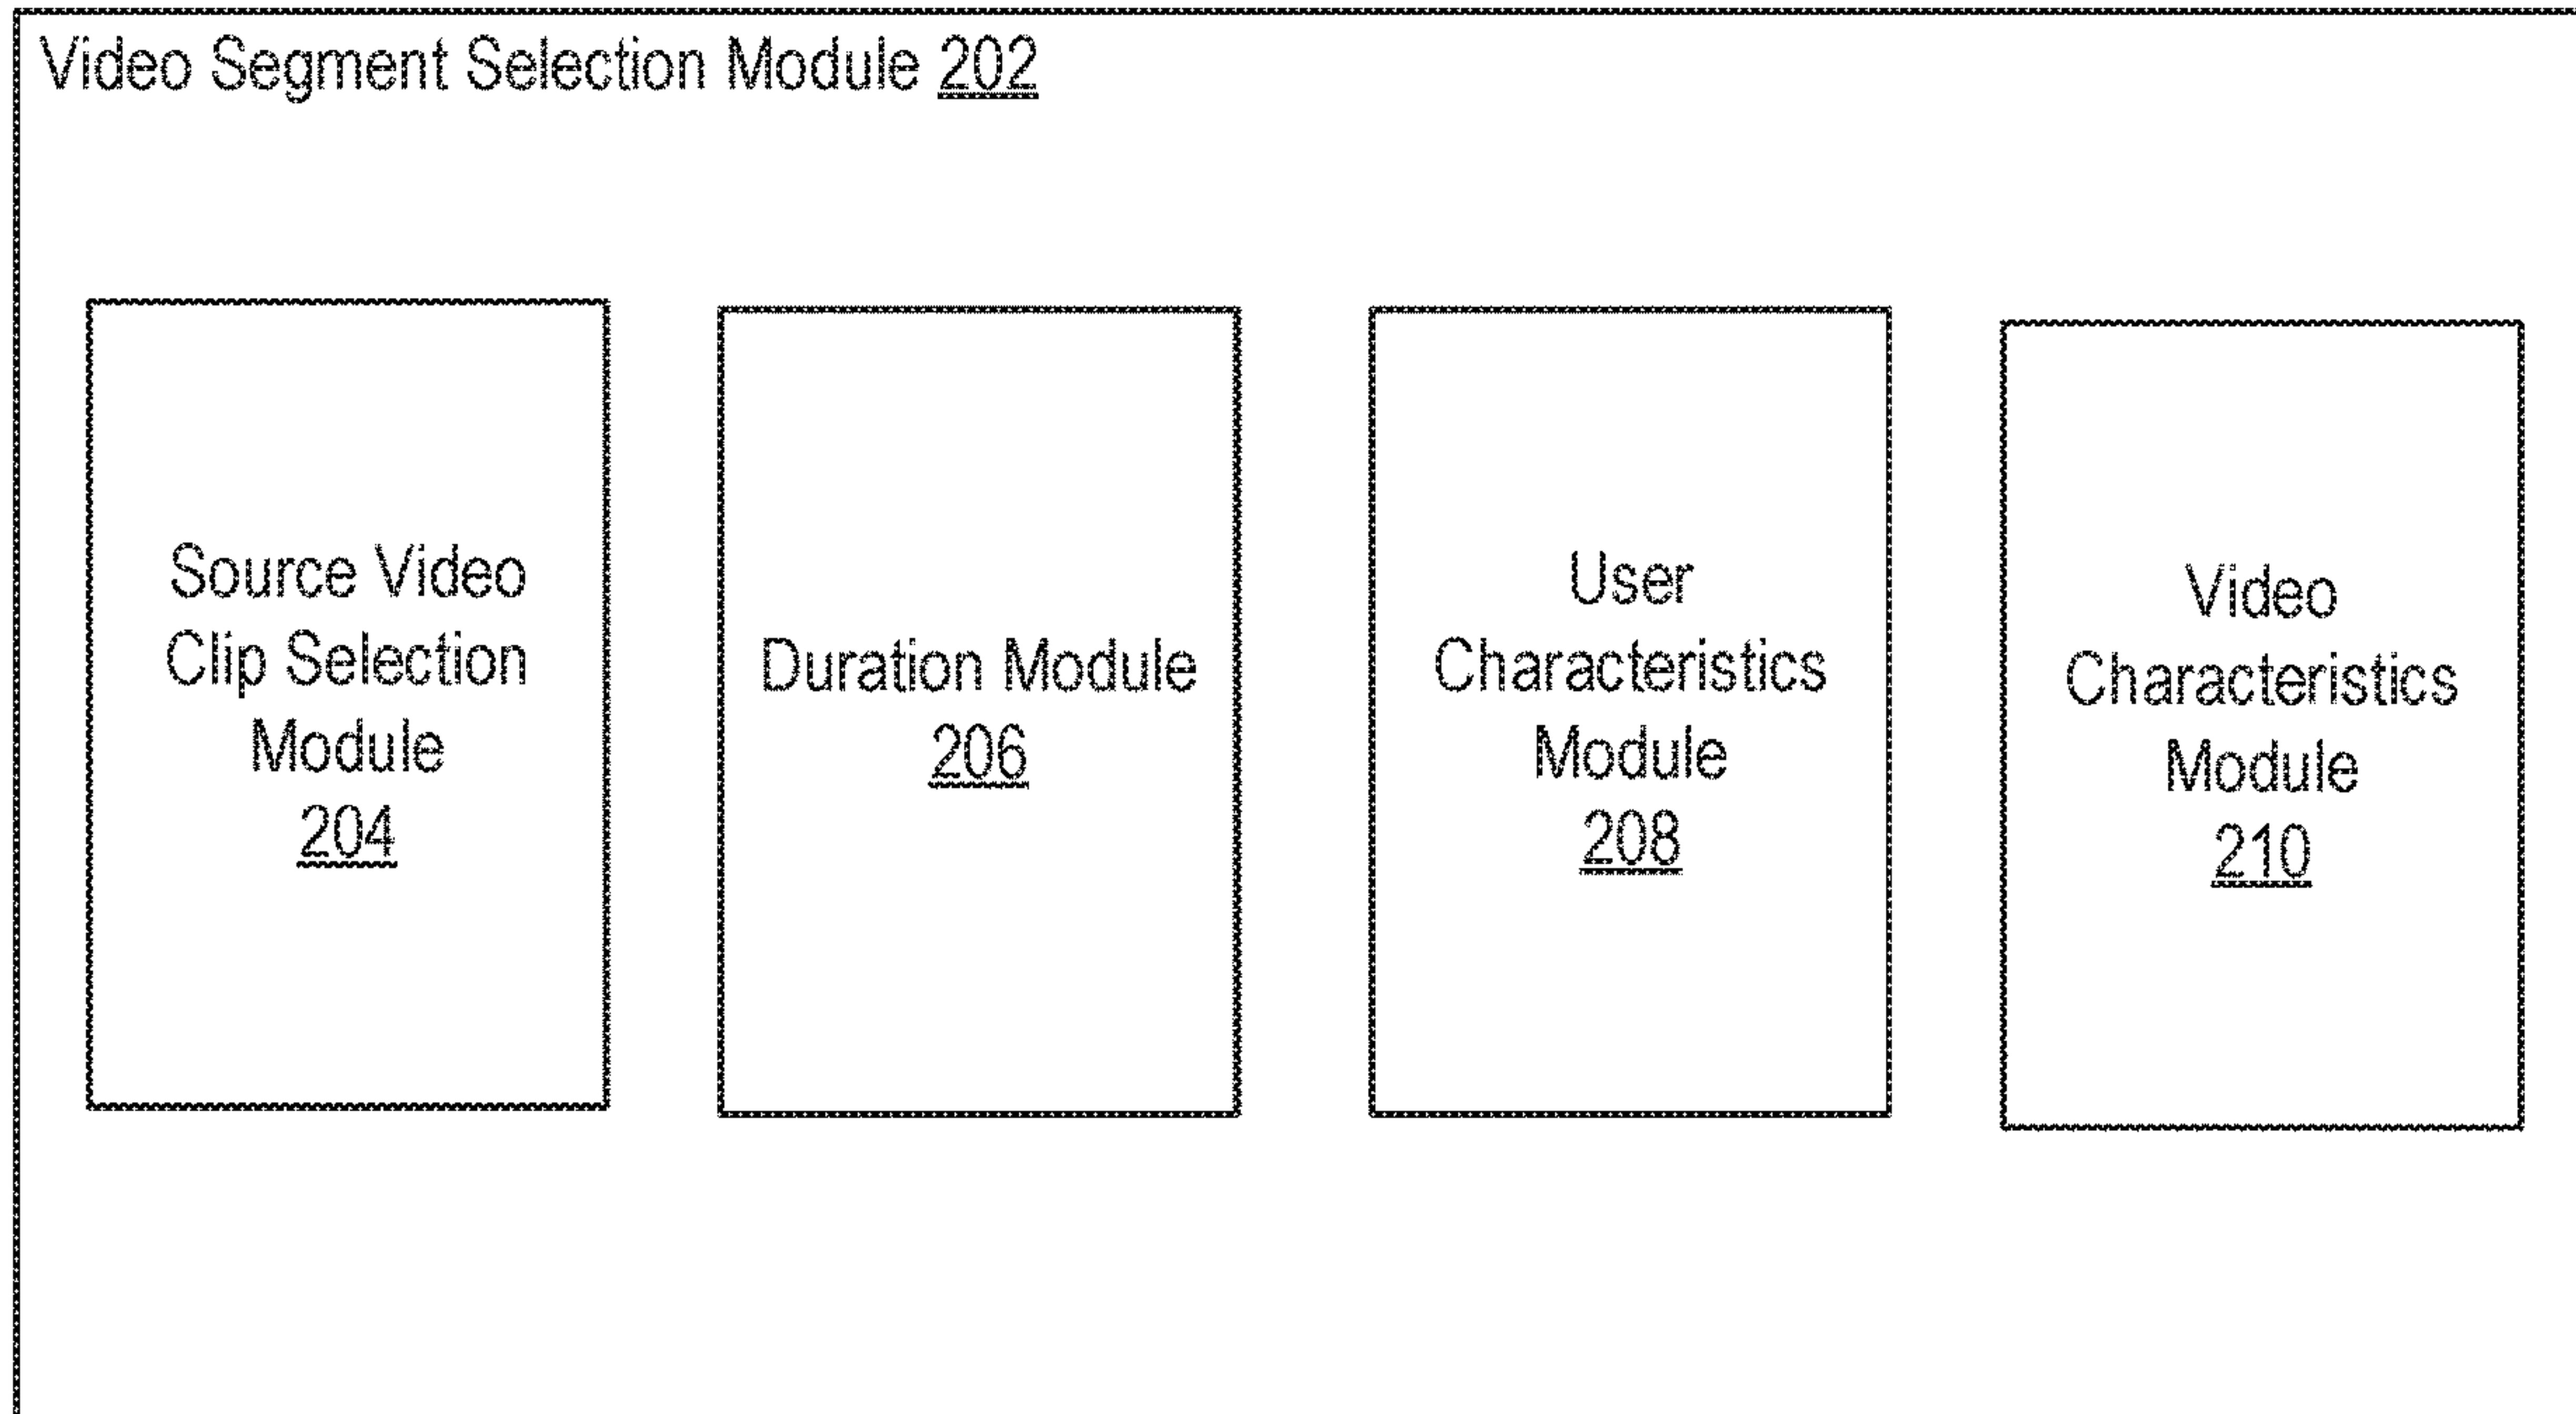 Video Segment Selection Module 202
Source Video
Clip Selection
Module
204
Duration Module
206
User
Characteristics
Module
208
Video
Characteristics
Module
210